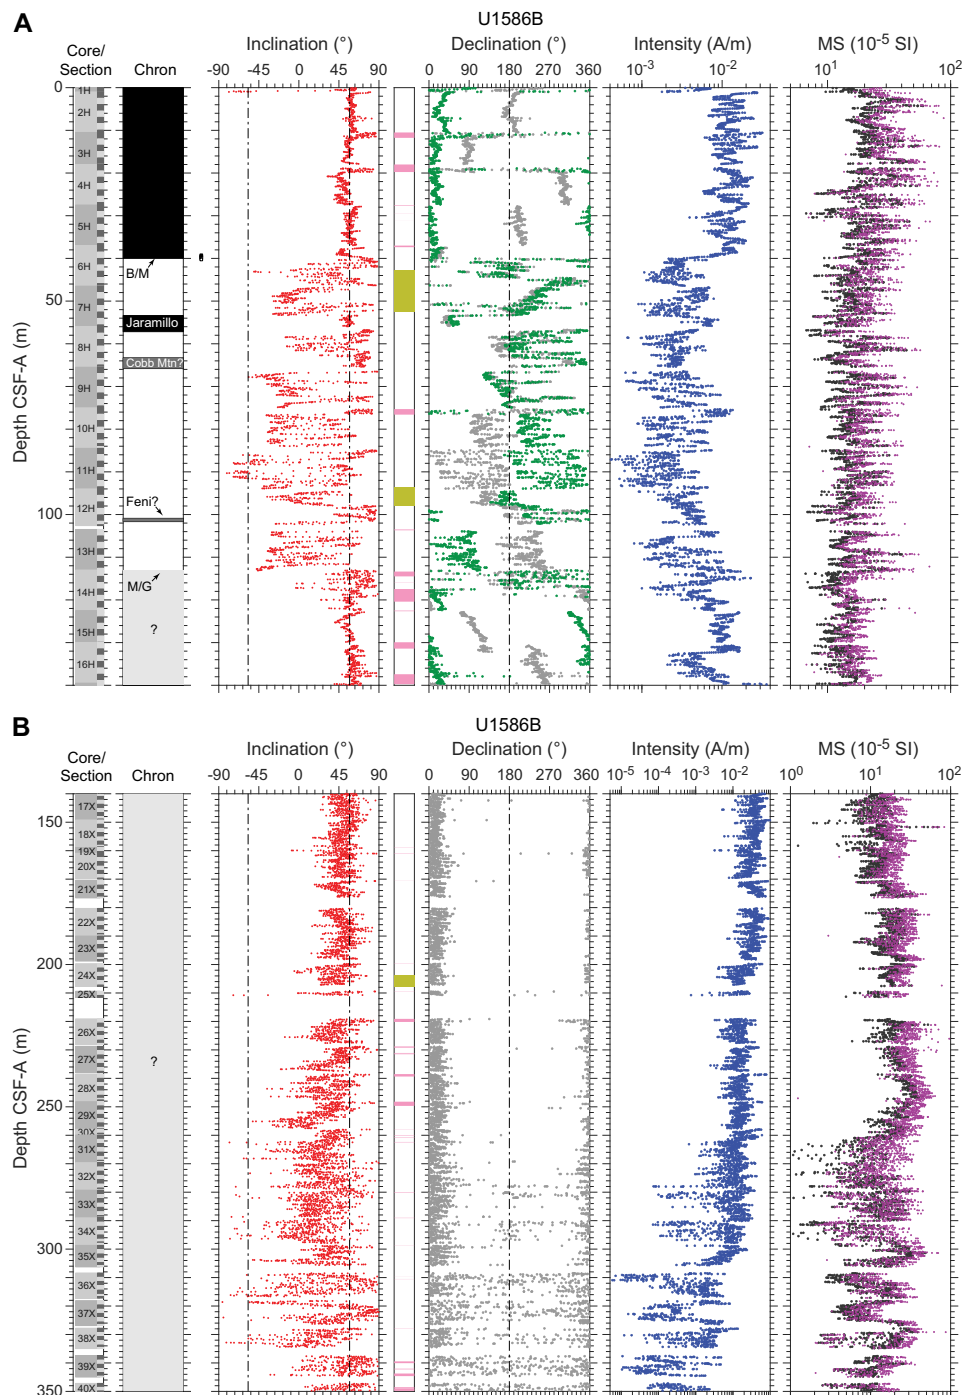 A
U1586B
Core/ Section
Chron
Inclination (°)
Declination (°)
Intensity (A/m)
MS (10⁻⁵ SI)
-90 -45 0 45 90
0 90 180 270 360
10⁻³ 10⁻²
10¹ 10²
0
50
100
Depth CSF-A (m)
1H
2H
3H
4H
5H
6H
7H
8H
9H
10H
11H
12H
13H
14H
15H
16H
B/M
Jaramillo
Cobb Mtn?
Feni?
M/G
?
B
U1586B
Core/ Section
Chron
Inclination (°)
Declination (°)
Intensity (A/m)
MS (10⁻⁵ SI)
-90 -45 0 45 90
0 90 180 270 360
10⁻⁵ 10⁻⁴ 10⁻³ 10⁻²
10⁰ 10¹ 10²
150
200
250
300
350
Depth CSF-A (m)
17X
18X
19X
20X
21X
22X
23X
24X
25X
26X
27X
28X
29X
30X
31X
32X
33X
34X
35X
36X
37X
38X
39X
40X
?